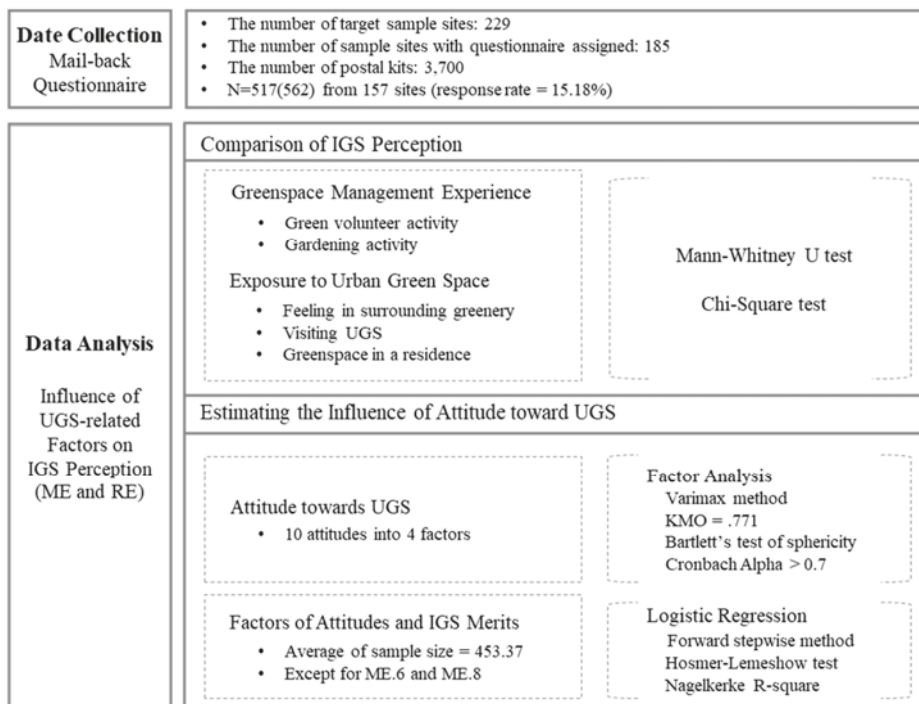 Date Collection
Mail-back
Questionnaire
• The number of target sample sites: 229
• The number of sample sites with questionnaire assigned: 185
• The number of postal kits: 3,700
• N=517(562) from 157 sites (response rate = 15.18%)
Data Analysis
Influence of
UGS-related
Factors on
IGS Perception
(ME and RE)
Comparison of IGS Perception
Greenspace Management Experience
• Green volunteer activity
• Gardening activity
Exposure to Urban Green Space
• Feeling in surrounding greenery
• Visiting UGS
• Greenspace in a residence
Mann-Whitney U test
Chi-Square test
Estimating the Influence of Attitude toward UGS
Attitude towards UGS
• 10 attitudes into 4 factors
Factor Analysis
Varimax method
KMO = .771
Bartlett's test of sphericity
Cronbach Alpha > 0.7
Factors of Attitudes and IGS Merits
• Average of sample size = 453.37
• Except for ME.6 and ME.8
Logistic Regression
Forward stepwise method
Hosmer-Lemeshow test
Nagelkerke R-square